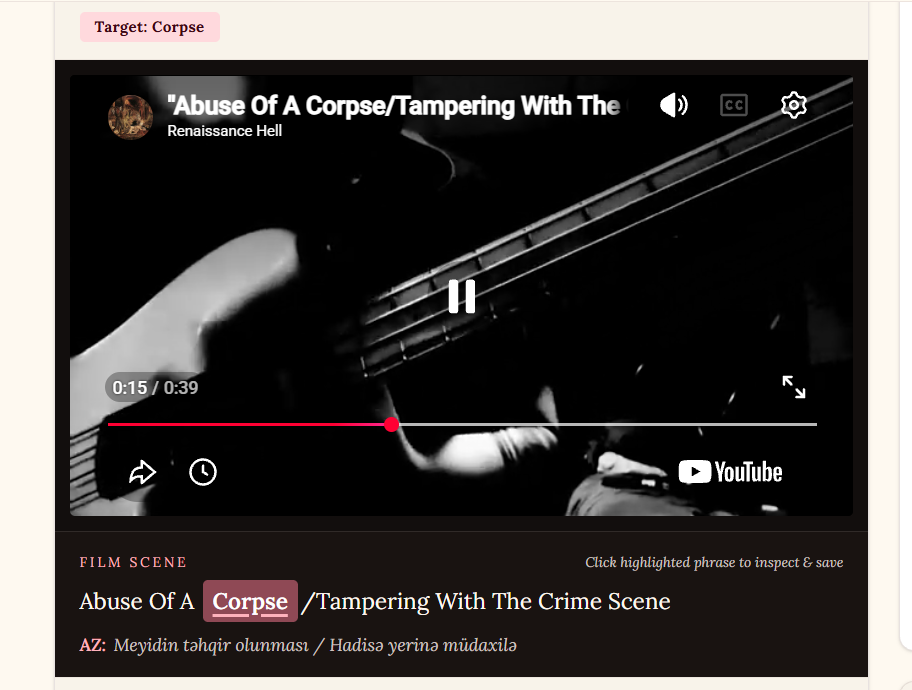 Target: Corpse
"Abuse Of A Corpse/Tampering With The
Renaissance Hell
CC
0:15 / 0:39
YouTube
FILM SCENE
Click highlighted phrase to inspect & save
Abuse Of A Corpse /Tampering With The Crime Scene
AZ: Meyidin təhqir olunması / Hadisə yerinə müdaxilə